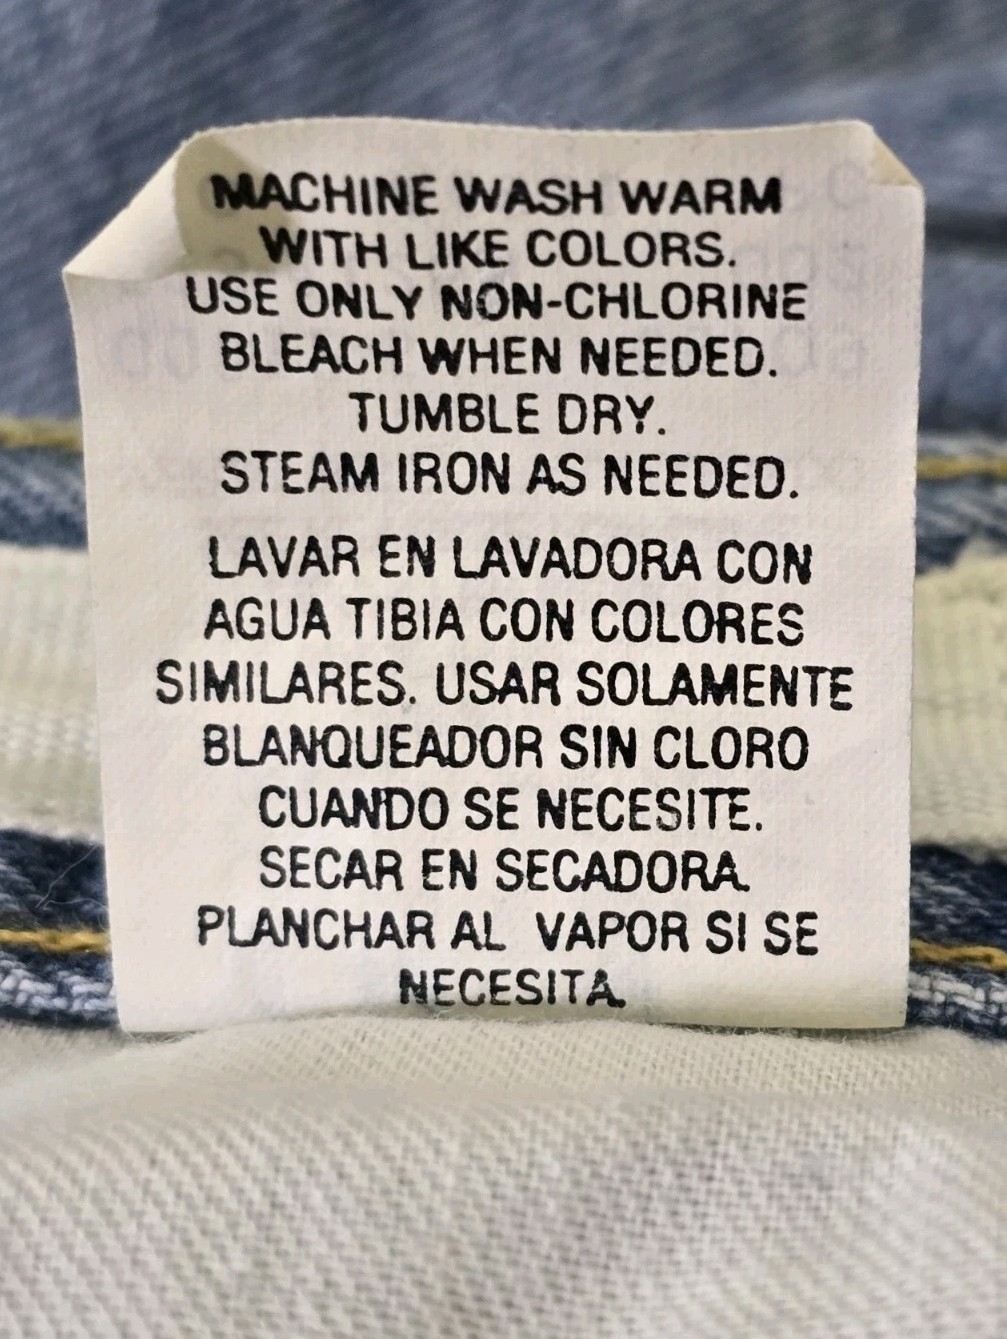 MACHINE WASH WARM
WITH LIKE COLORS.
USE ONLY NON-CHLORINE
BLEACH WHEN NEEDED.
TUMBLE DRY.
STEAM IRON AS NEEDED.
LAVAR EN LAVADORA CON
AGUA TIBIA CON COLORES
SIMILARES. USAR SOLAMENTE
BLANQUEADOR SIN CLORO
CUANDO SE NECESITE.
SECAR EN SECADORA.
PLANCHAR AL VAPOR SI SE
NECESITA.